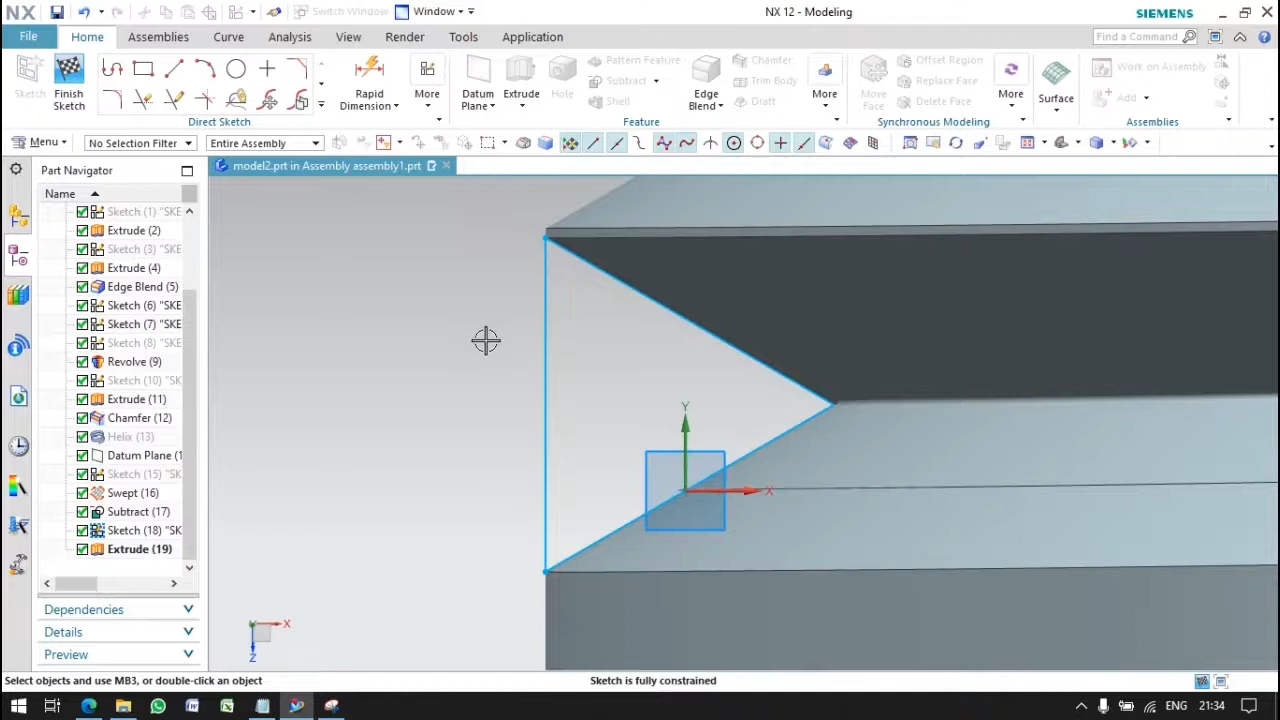 NX
Switch Window
Window
NX 12 - Modeling
SIEMENS
File
Home
Assemblies
Curve
Analysis
View
Render
Tools
Application
Find a Command
Sketch
Finish
Sketch
Rapid
Dimension
More
Direct Sketch
Datum
Plane
Extrude
Hole
Pattern Feature
Subtract
Shell
Edge
Blend
Chamfer
Trim Body
Draft
More
Feature
Move
Face
Offset Region
Replace Face
Delete Face
More
Synchronous Modeling
Surface
Work on Assembly
Add
Assemblies
Menu
No Selection Filter
Entire Assembly
Part Navigator
model2.prt in Assembly assembly1.prt
Name
Sketch (1) "SKE
Extrude (2)
Sketch (3) "SKE
Extrude (4)
Edge Blend (5)
Sketch (6) "SKE
Sketch (7) "SKE
Sketch (8) "SKE
Revolve (9)
Sketch (10) "SK
Extrude (11)
Chamfer (12)
Helix (13)
Datum Plane (1
Sketch (15) "SK
Swept (16)
Subtract (17)
Sketch (18) "SK
Extrude (19)
Dependencies
Details
Preview
Y
X
X
Z
Select objects and use MB3, or double-click an object
Sketch is fully constrained
ENG
21:34